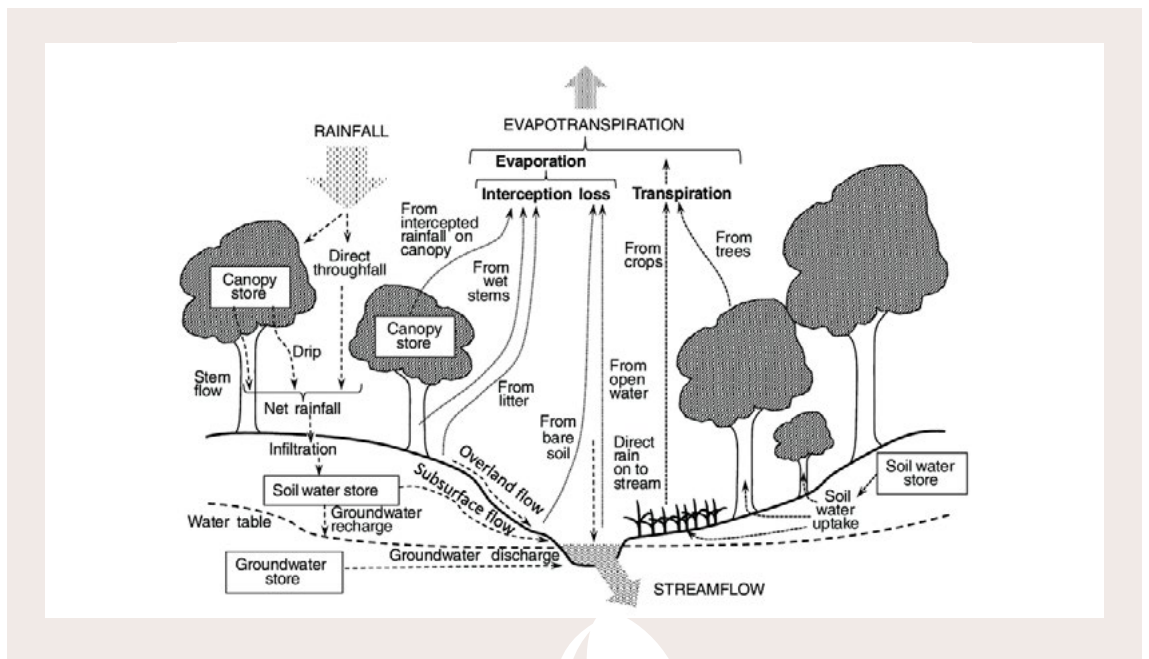 EVAPOTRANSPIRATION
RAINFALL
Evaporation
Interception loss
Transpiration
From
intercepted
rainfall on
canopy
Direct
throughfall
From
wet
stems
From
crops
From
trees
Canopy
store
Canopy
store
Drip
Stem
flow
Net rainfall
From
litter
From
open
water
From
bare
soil
Infiltration
Overland flow
Subsurface flow
Direct
rain
on to
stream
Soil water store
Soil water
store
Groundwater
recharge
Water table
Soil
water
uptake
Groundwater discharge
Groundwater
store
STREAMFLOW